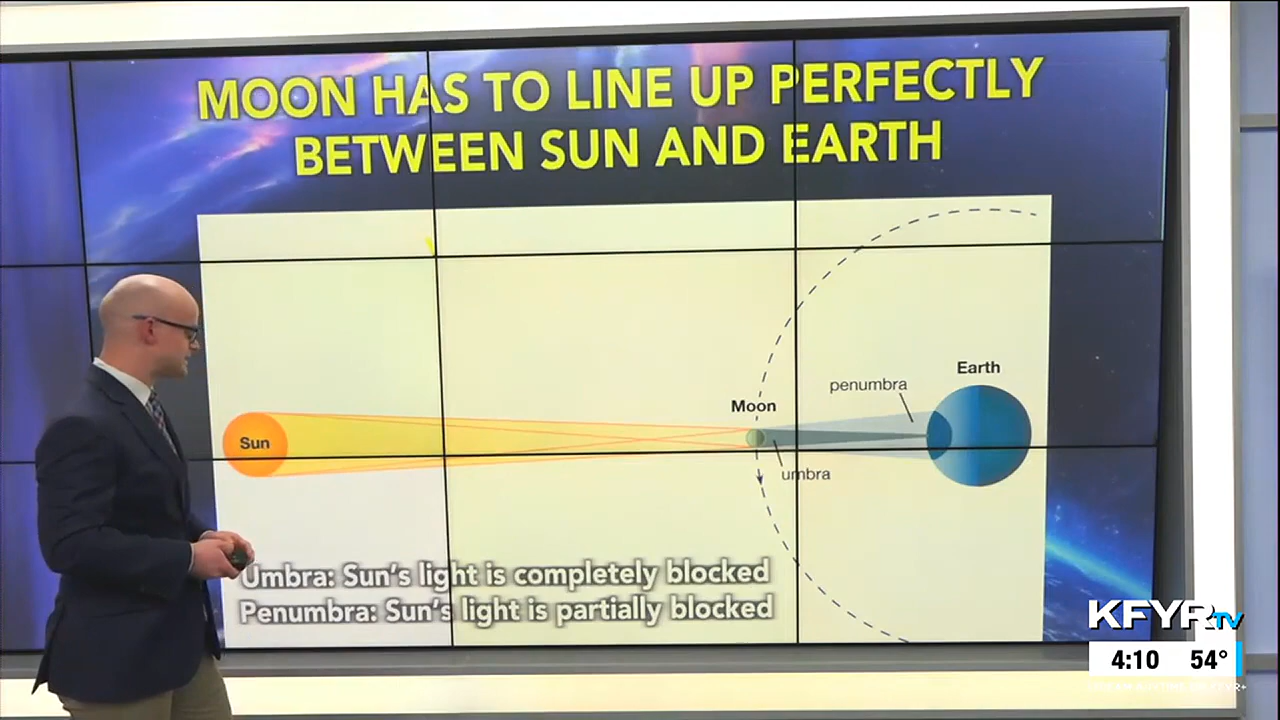 MOON HAS TO LINE UP PERFECTLY
BETWEEN SUN AND EARTH
Earth
penumbra
Moon
Sun
umbra
Umbra: Sun's light is completely blocked
Penumbra: Sun's light is partially blocked
KFYRTV
4:10 54°